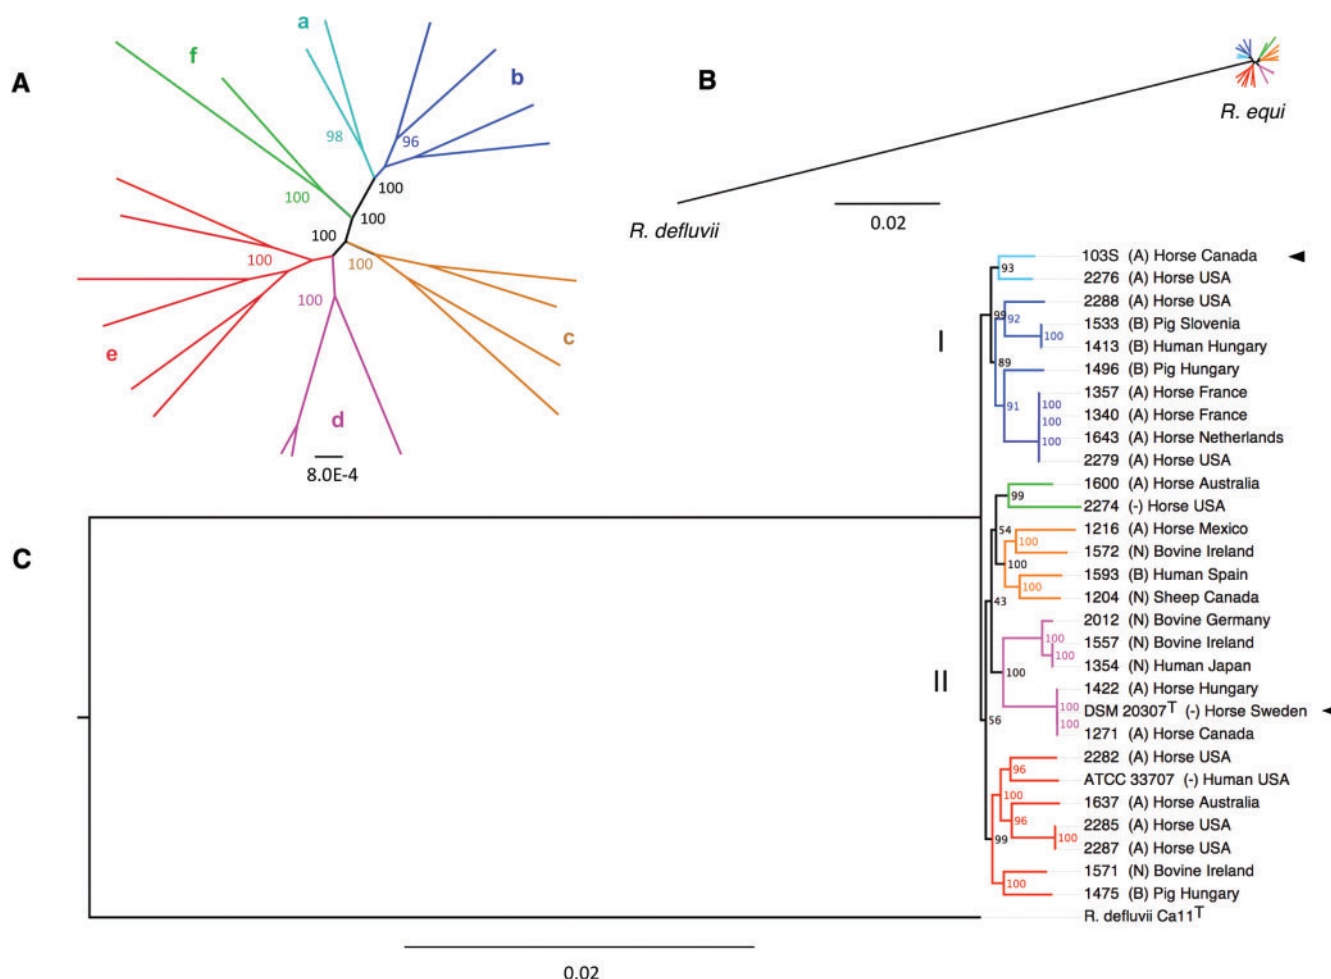 A
f
a
b
98
96
100
100
100
100
100
100
100
e
c
d
8.0E-4
B
R. equi
R. defluvii
0.02
C
I
II
103S (A) Horse Canada
2276 (A) Horse USA
2288 (A) Horse USA
1533 (B) Pig Slovenia
1413 (B) Human Hungary
1496 (B) Pig Hungary
1357 (A) Horse France
1340 (A) Horse France
1643 (A) Horse Netherlands
2279 (A) Horse USA
1600 (A) Horse Australia
2274 (-) Horse USA
1216 (A) Horse Mexico
1572 (N) Bovine Ireland
1593 (B) Human Spain
1204 (N) Sheep Canada
2012 (N) Bovine Germany
1557 (N) Bovine Ireland
1354 (N) Human Japan
1422 (A) Horse Hungary
DSM 20307T (-) Horse Sweden
1271 (A) Horse Canada
2282 (A) Horse USA
ATCC 33707 (-) Human USA
1637 (A) Horse Australia
2285 (A) Horse USA
2287 (A) Horse USA
1571 (N) Bovine Ireland
1475 (B) Pig Hungary
R. defluvii Ca11T
93
99
92
100
89
91
100
100
100
99
54
100
100
100
43
100
100
100
100
100
56
96
100
96
100
99
100
0.02